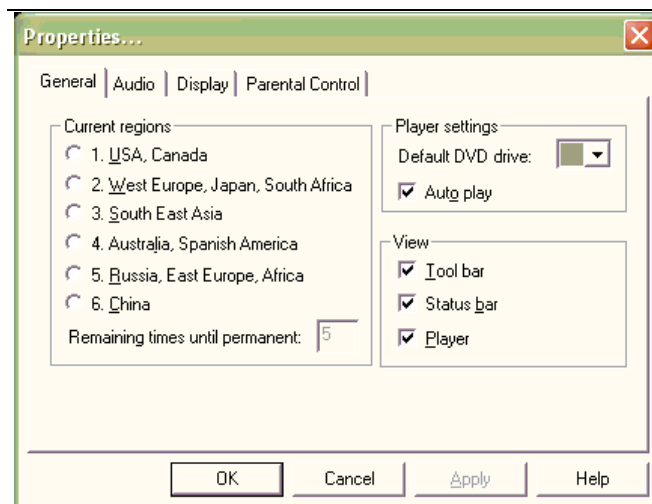 Properties...
General Audio Display Parental Control
Current regions
1. USA, Canada
2. West Europe, Japan, South Africa
3. South East Asia
4. Australia, Spanish America
5. Russia, East Europe, Africa
6. China
Remaining times until permanent: 5
Player settings
Default DVD drive:
Auto play
View
Tool bar
Status bar
Player
OK Cancel Apply Help